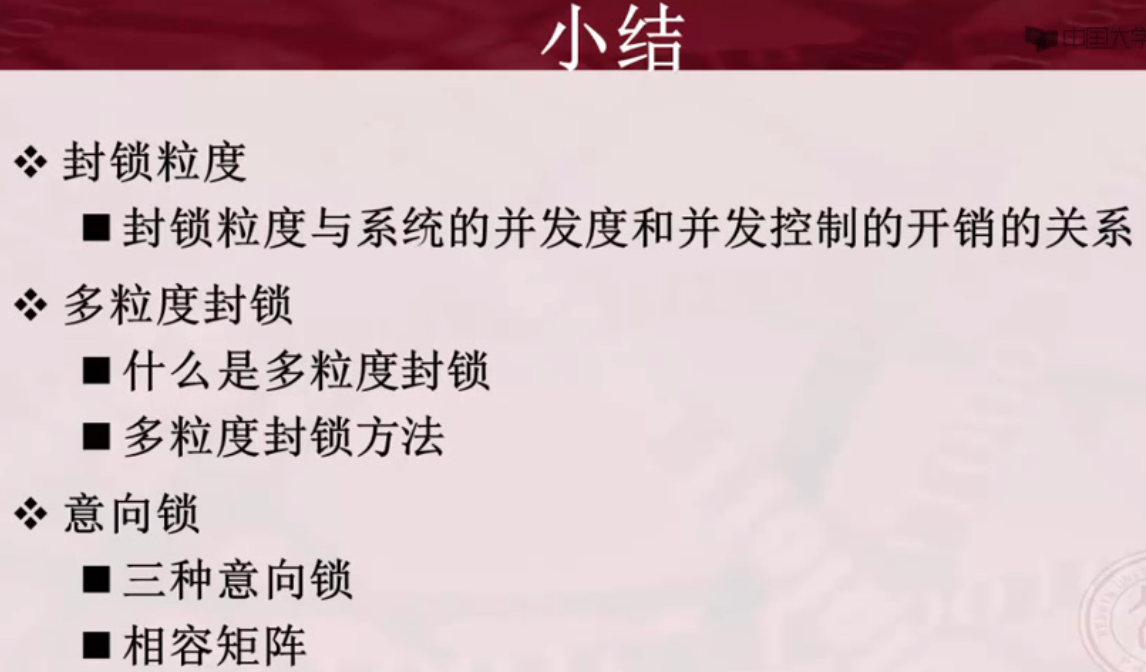 小结
中国大学
封锁粒度
封锁粒度与系统的并发度和并发控制的开销的关系
多粒度封锁
什么是多粒度封锁
多粒度封锁方法
意向锁
三种意向锁
相容矩阵